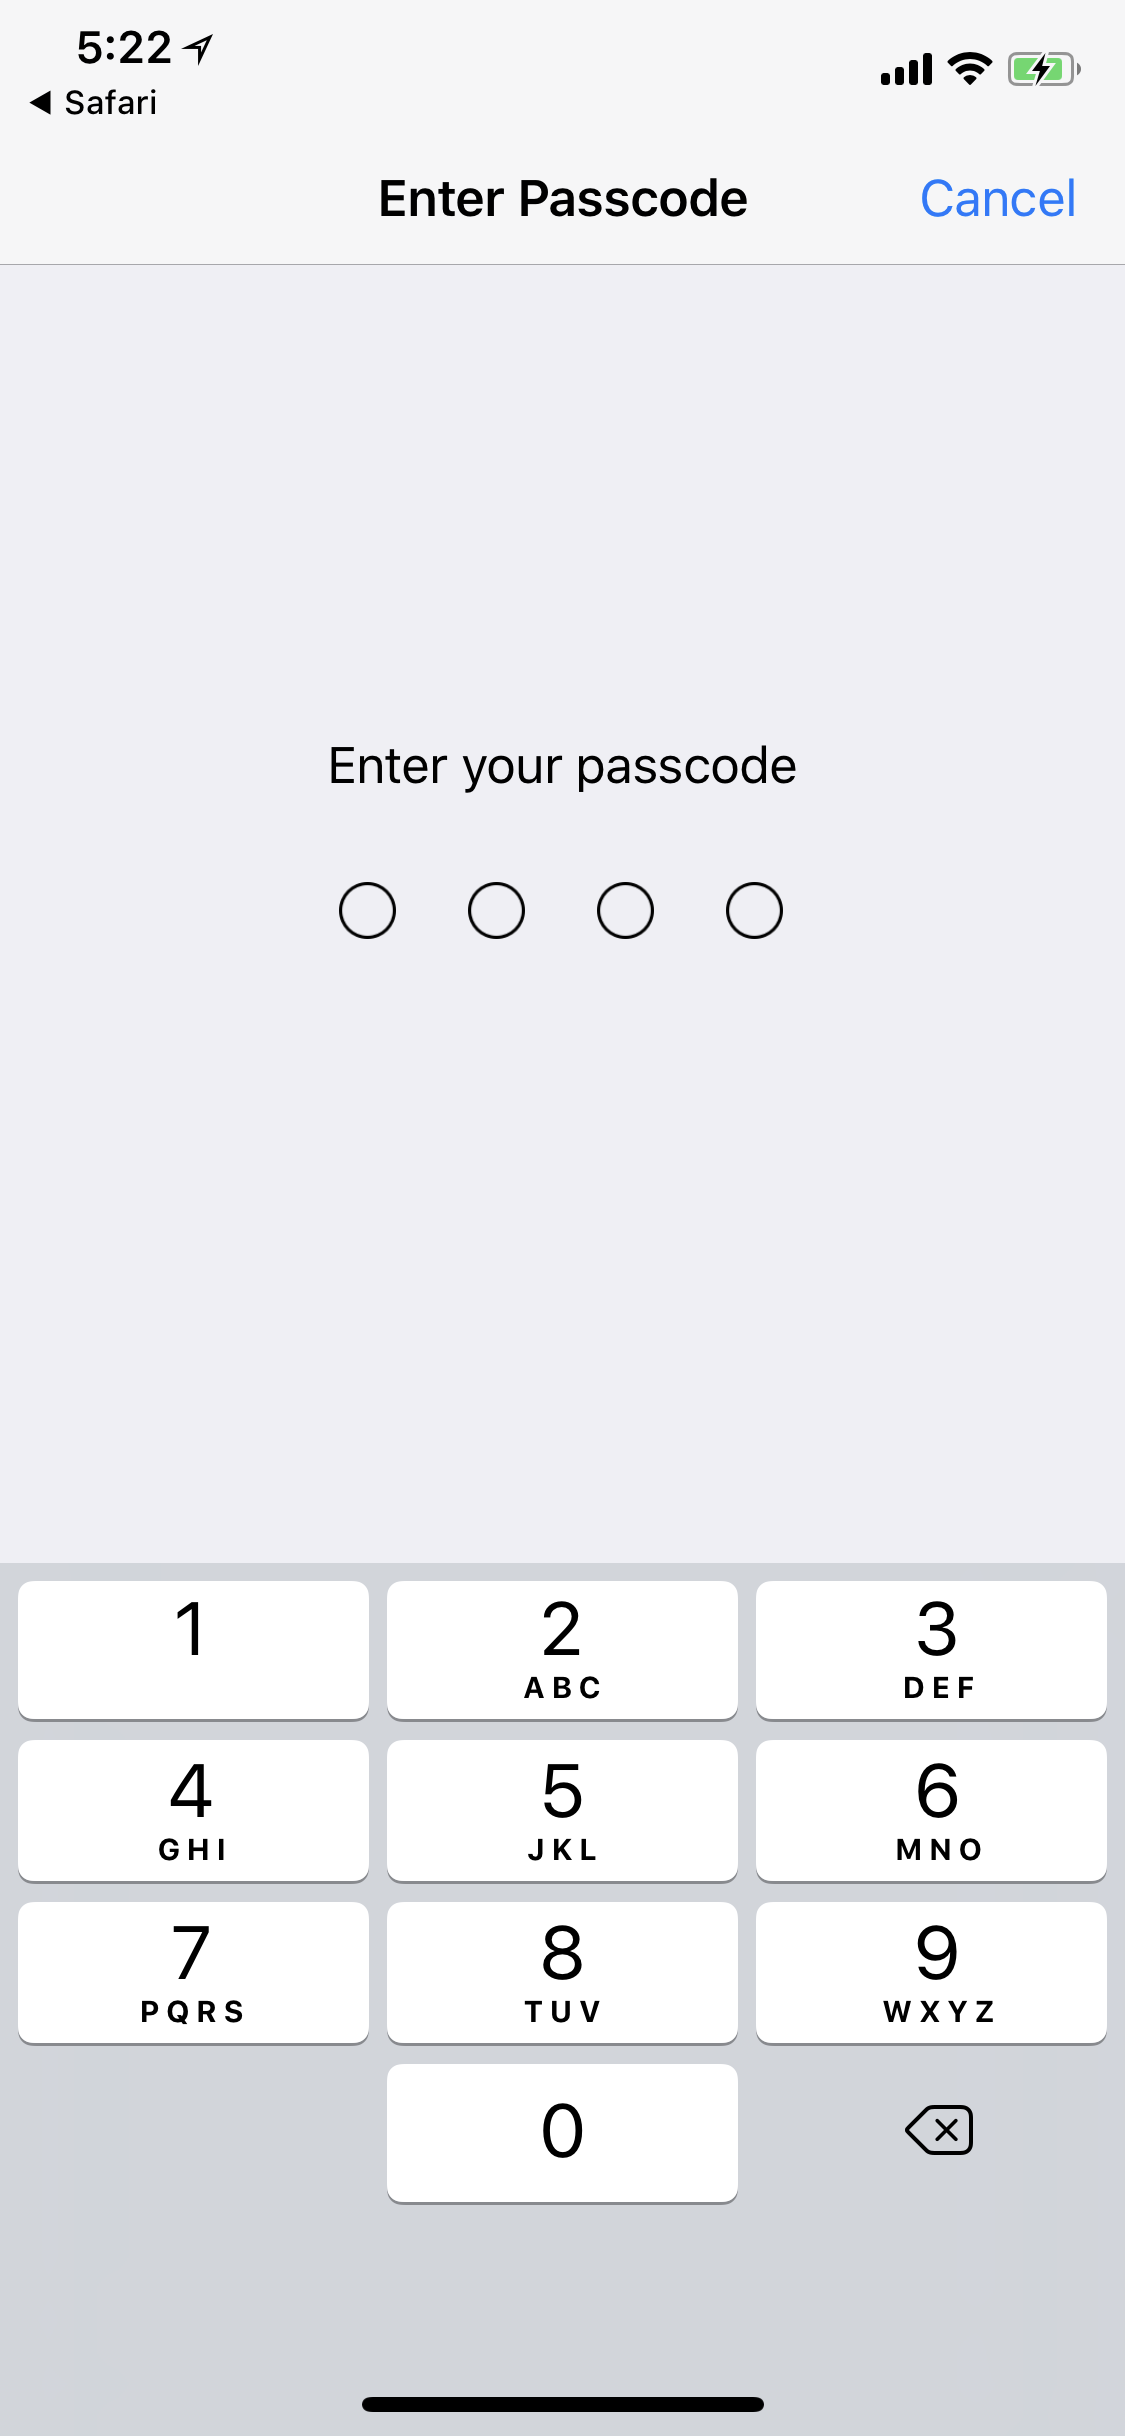 5:22
Safari
Enter Passcode
Cancel
Enter your passcode
1
2
ABC
3
DEF
4
GHI
5
JKL
6
MNO
7
PQRS
8
TUV
9
WXYZ
0